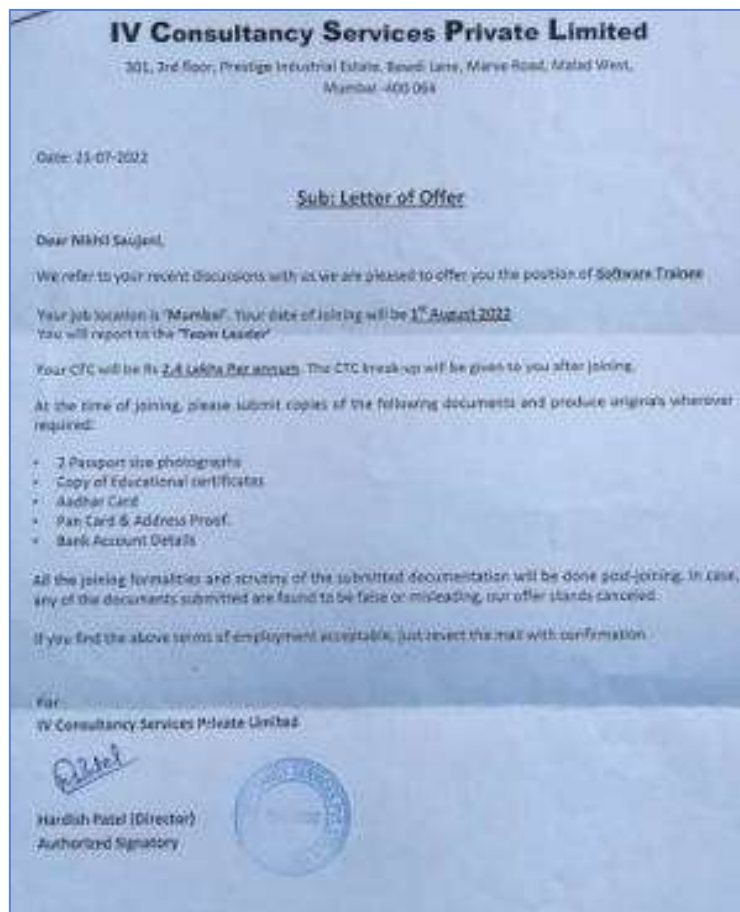 IV Consultancy Services Private Limited
301, 3rd floor, Prestige Industrial Estate, Bawdi Lane, Marve Road, Malad West,
Mumbai -400 064
Date: 21-07-2022
Sub: Letter of Offer
Dear Nikhil Saujani,
We refer to your recent discussions with us we are pleased to offer you the position of Software Trainee
Your job location is "Mumbai". Your date of joining will be 1st August 2022
You will report to the "Team Leader"
Your CTC will be Rs 2.4 Lakhs Per annum. The CTC break-up will be given to you after joining.
At the time of joining, please submit copies of the following documents and produce originals wherever
required:
• 2 Passport size photographs
• Copy of Educational certificates
• Aadhar Card
• Pan Card & Address Proof.
• Bank Account Details
All the joining formalities and scrutiny of the submitted documentation will be done post-joining. In case,
any of the documents submitted are found to be false or misleading, our offer stands canceled.
If you find the above terms of employment acceptable, just revert the mail with confirmation
For
IV Consultancy Services Private Limited
Hardish Patel (Director)
Authorized Signatory